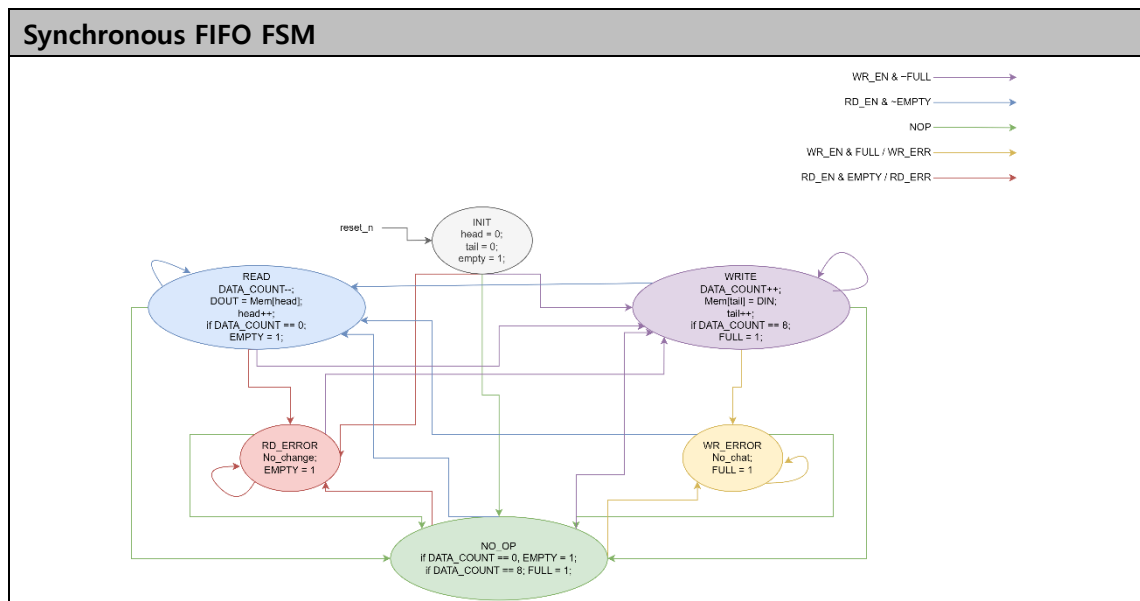 Synchronous FIFO FSM
WR_EN & ~FULL
RD_EN & ~EMPTY
NOP
WR_EN & FULL / WR_ERR
RD_EN & EMPTY / RD_ERR
reset_n
INIT
head = 0;
tail = 0;
empty = 1;
READ
DATA_COUNT--;
DOUT = Mem[head];
head++;
if DATA_COUNT == 0;
EMPTY = 1;
WRITE
DATA_COUNT++;
Mem[tail] = DIN;
tail++;
if DATA_COUNT == 8;
FULL = 1;
RD_ERROR
No_change;
EMPTY = 1
WR_ERROR
No_chat;
FULL = 1
NO_OP
if DATA_COUNT == 0, EMPTY = 1;
if DATA_COUNT == 8; FULL = 1;